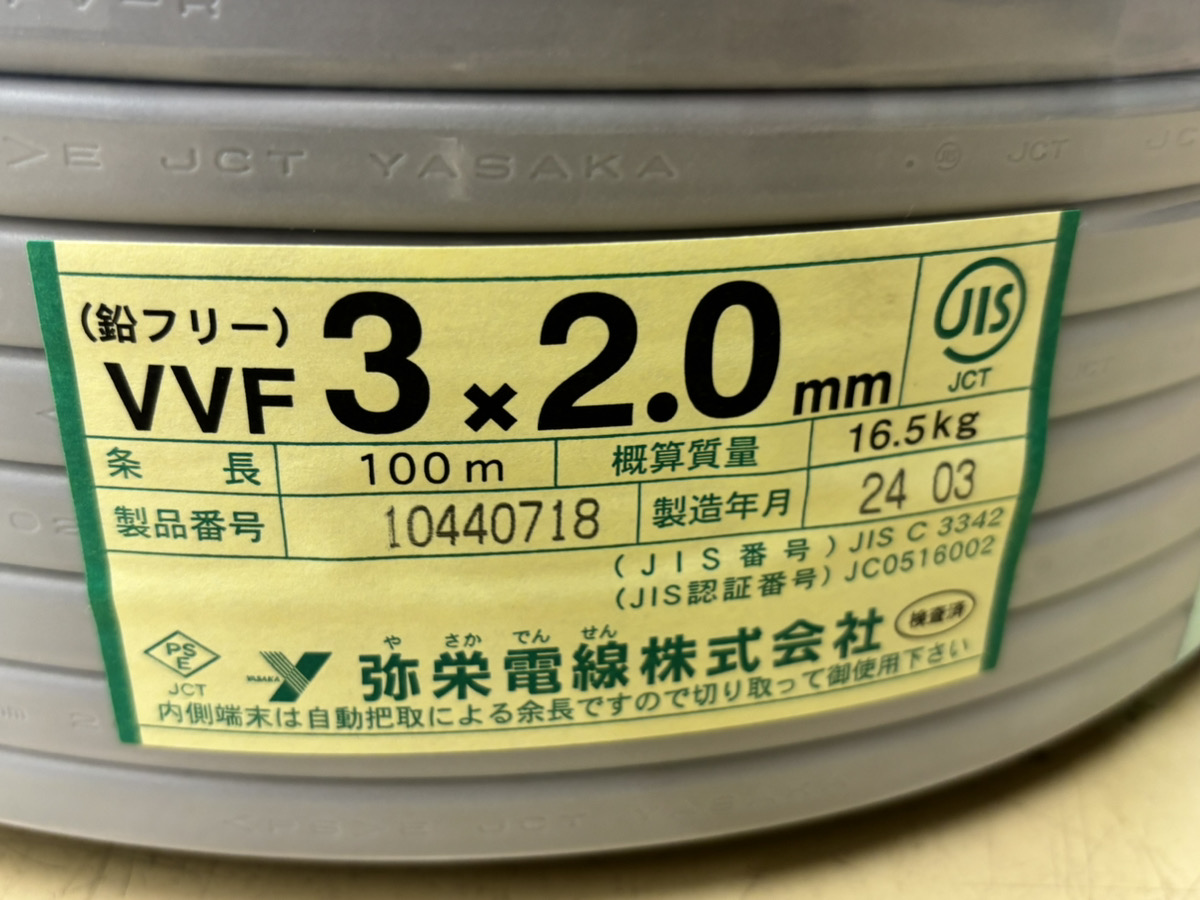 >E JCT YASAKA
JCT
(鉛フリー)
VVF 3×2.0mm
JIS
JCT
条長 100m 概算質量 16.5kg
製品番号 10440718 製造年月 24 03
(JIS番号) JIS C 3342
(JIS認証番号) JC0516002
PS
E
JCT
YASAKA
や さか でん せん
弥栄電線株式会社
検査済
内側端末は自動把取による余長ですので切り取って御使用下さい